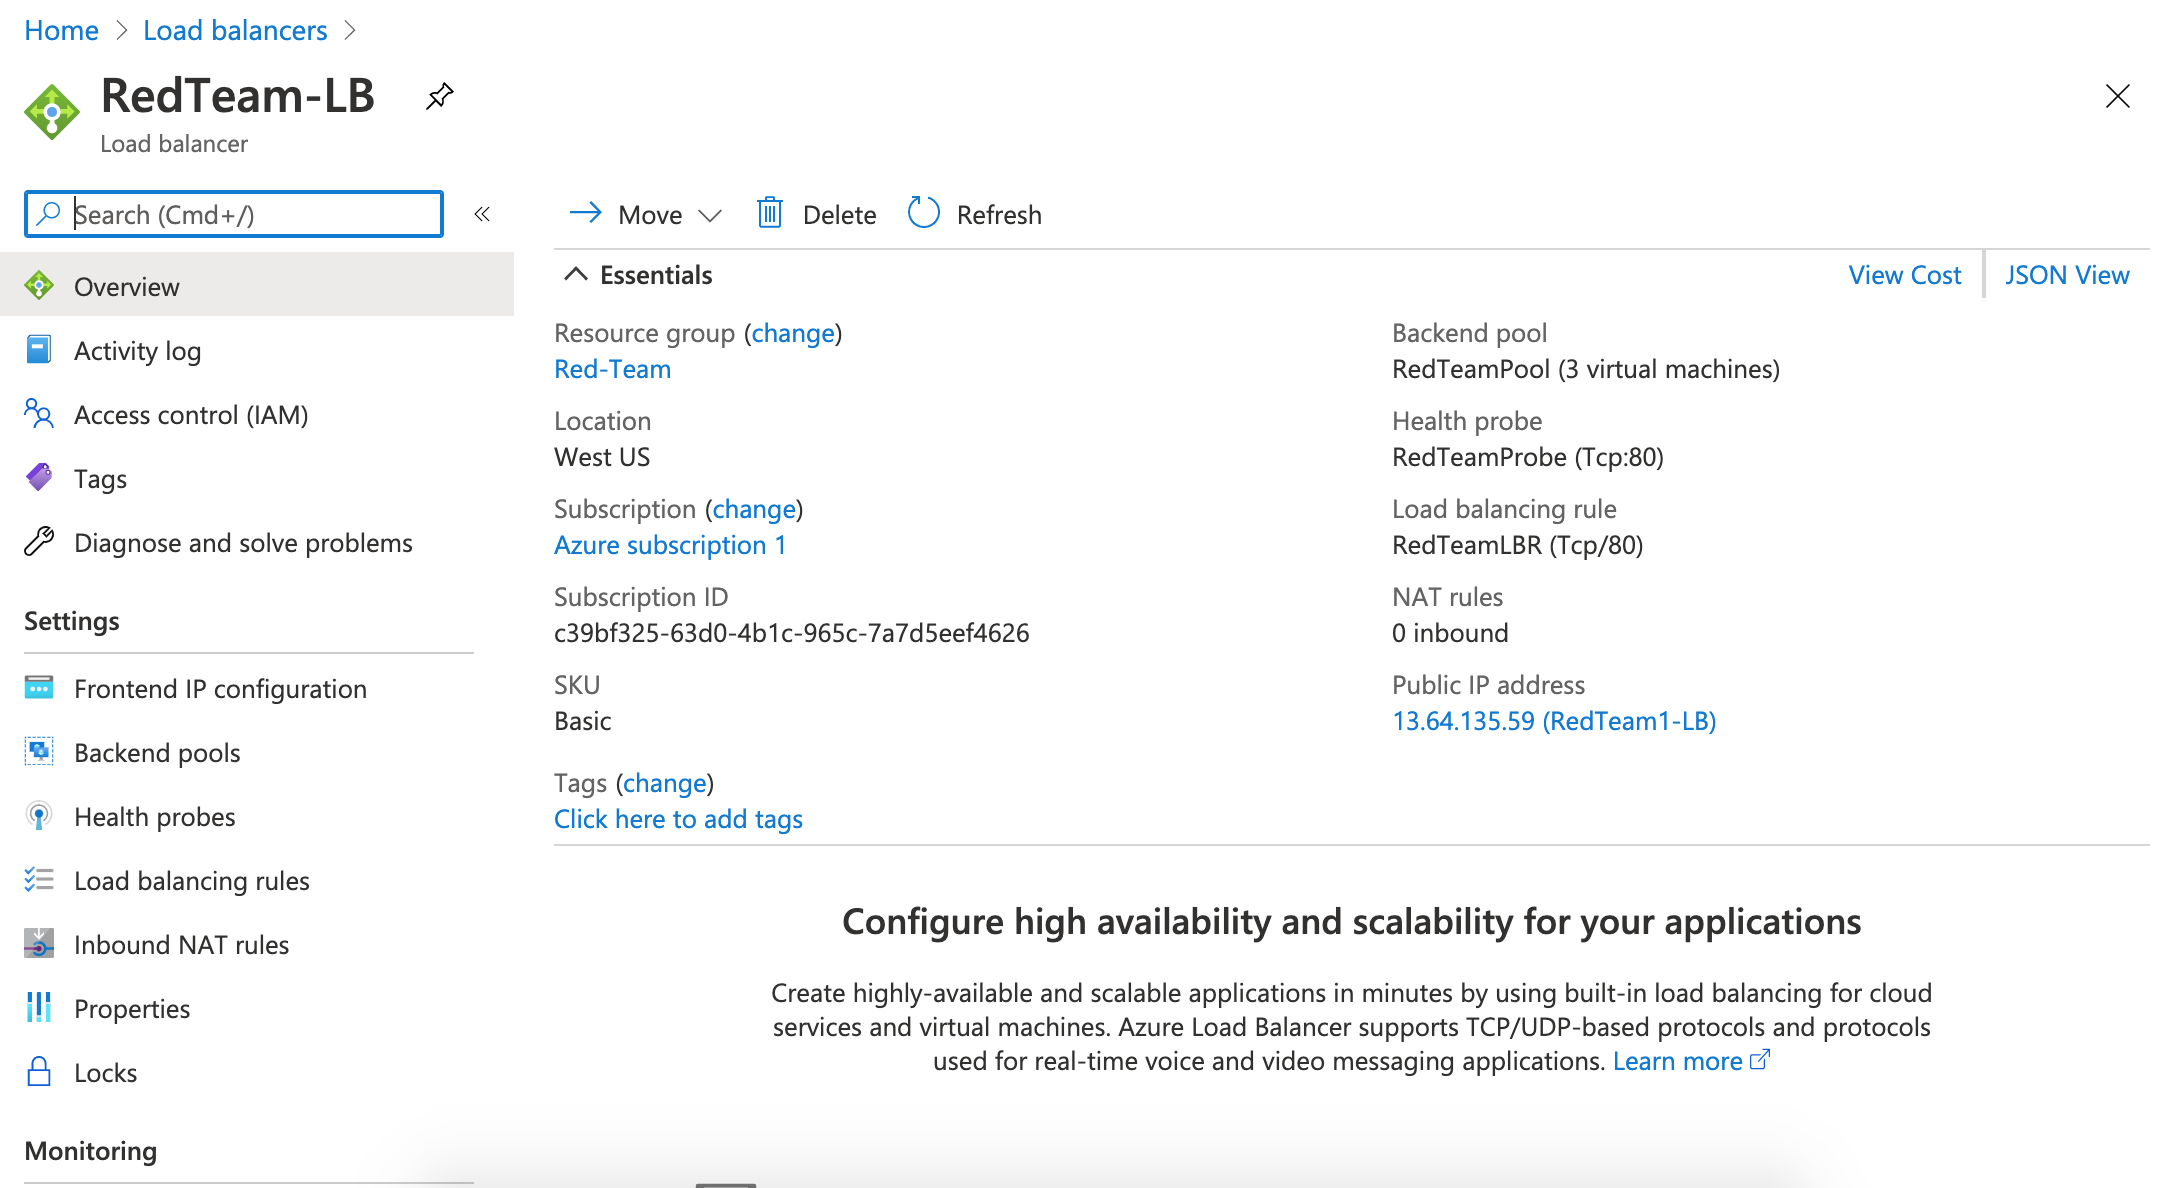 Home > Load balancers >
RedTeam-LB
Load balancer
Search (Cmd+/)
«
Overview
Activity log
Access control (IAM)
Tags
Diagnose and solve problems
Settings
Frontend IP configuration
Backend pools
Health probes
Load balancing rules
Inbound NAT rules
Properties
Locks
Monitoring
Move
Delete
Refresh
Essentials
View Cost
JSON View
Resource group (change)
Red-Team
Location
West US
Subscription (change)
Azure subscription 1
Subscription ID
c39bf325-63d0-4b1c-965c-7a7d5eef4626
SKU
Basic
Tags (change)
Click here to add tags
Backend pool
RedTeamPool (3 virtual machines)
Health probe
RedTeamProbe (Tcp:80)
Load balancing rule
RedTeamLBR (Tcp/80)
NAT rules
0 inbound
Public IP address
13.64.135.59 (RedTeam1-LB)
Configure high availability and scalability for your applications
Create highly-available and scalable applications in minutes by using built-in load balancing for cloud
services and virtual machines. Azure Load Balancer supports TCP/UDP-based protocols and protocols
used for real-time voice and video messaging applications. Learn more